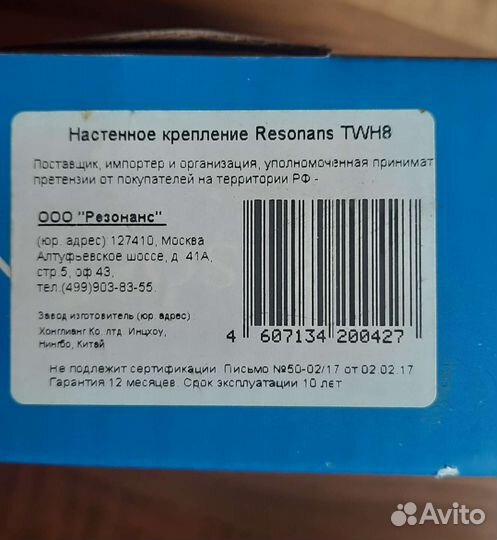 Настенное крепление Resonans TWH8
Поставщик, импортер и организация, уполномоченная принимат
претензии от покупателей на территории РФ -
ООО "Резонанс"
(юр. адрес) 127410, Москва
Алтуфьевское шоссе, д. 41А,
стр.5, оф 43,
тел.(499)903-83-55.
Завод изготовитель (юр. адрес)
Хонглианг Ко. лтд. Инцхоу,
Нингбо, Китай
4 607134 200427
Не подлежит сертификации. Письмо №50-02/17 от 02.02.17
Гарантия 12 месяцев. Срок эксплуатации 10 лет
Avito